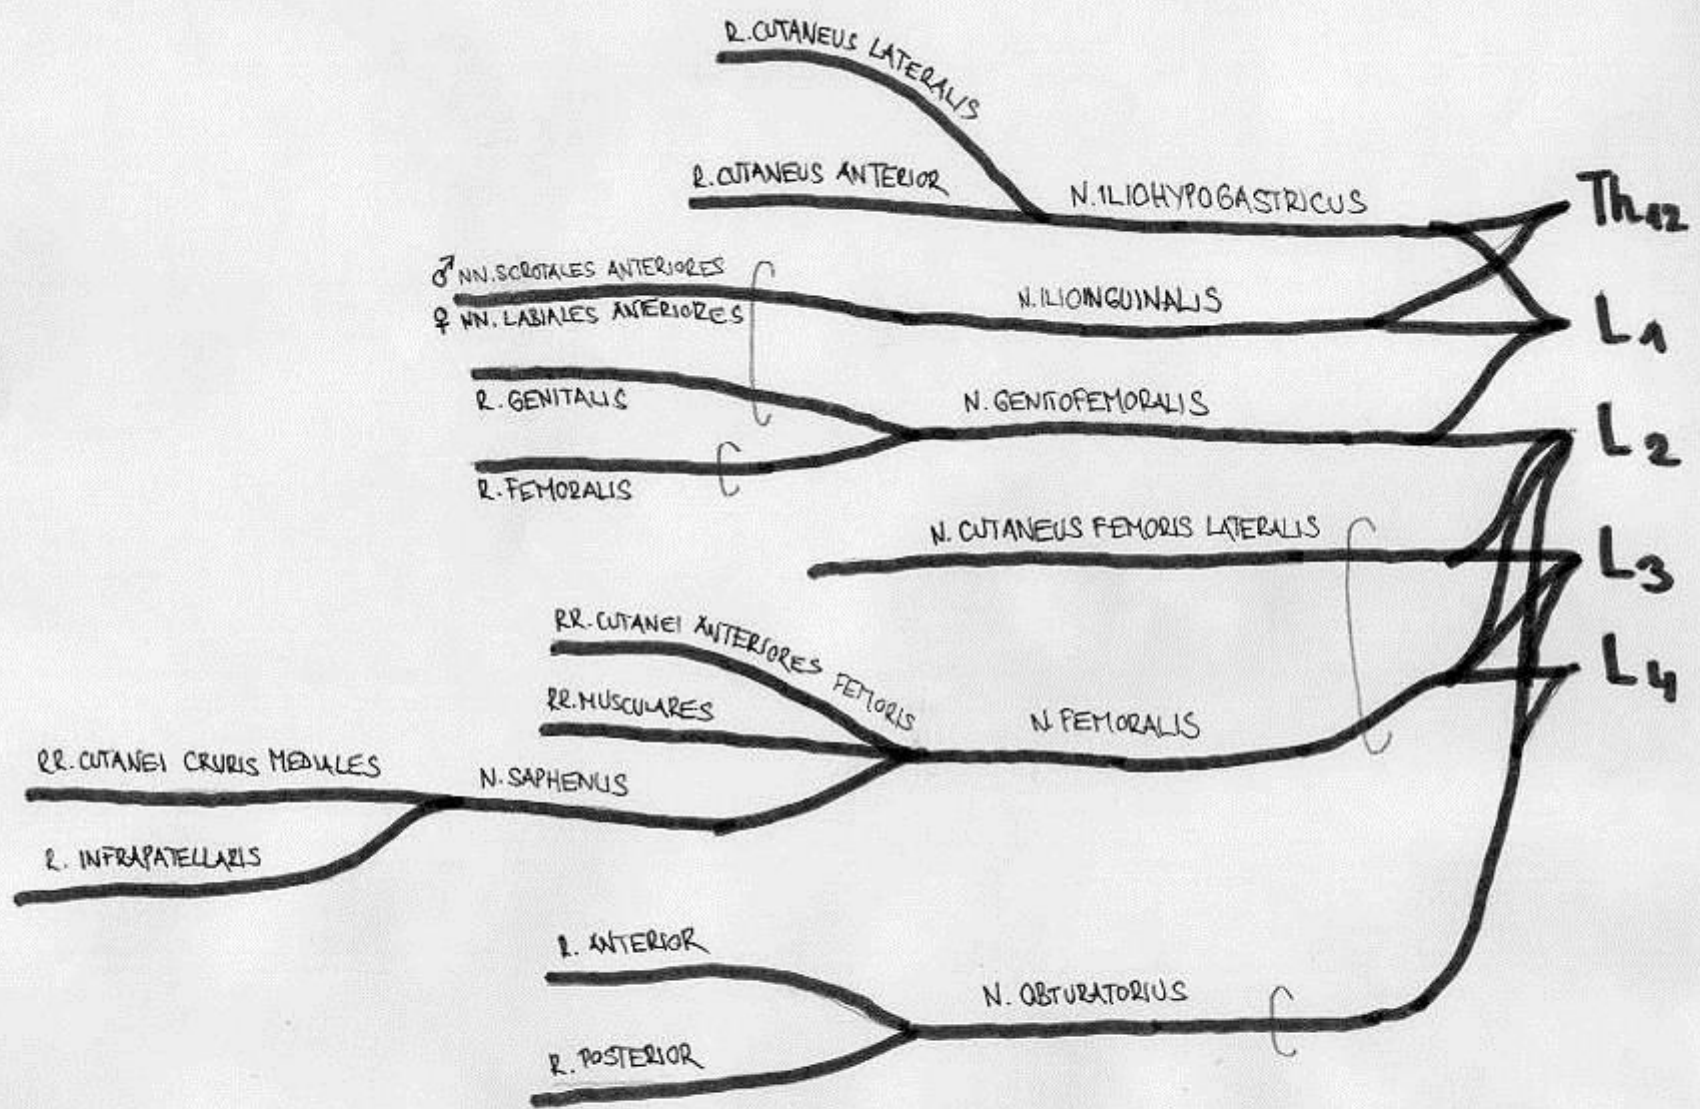 R. CUTANEUS LATERALIS
R. CUTANEUS ANTERIOR
N. ILIOHYPOGASTRICUS
Th12
♂ NN. SCROTALES ANTERIORES
♀ NN. LABIALES ANTERIORES
N. ILIOINGUINALIS
L1
R. GENITALIS
N. GENITOFEMORALIS
L2
R. FEMORALIS
N. CUTANEUS FEMORIS LATERALIS
L3
RR. CUTANEI ANTERIORES FEMORIS
L4
RR. MUSCULARES
N. FEMORALIS
RR. CUTANEI CRURIS MEDIALES
N. SAPHENUS
R. INFRAPATELLARIS
R. ANTERIOR
N. OBTURATORIUS
R. POSTERIOR